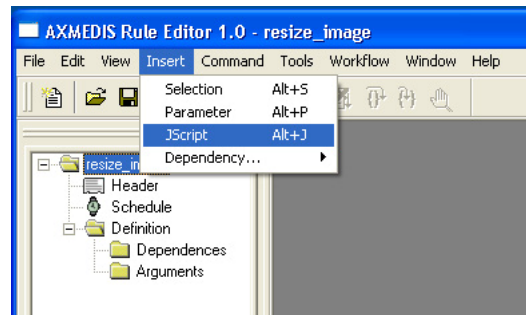 AXMEDIS Rule Editor 1.0 - resize_image
File Edit View Insert Command Tools Workflow Window Help
Selection Alt+S
Parameter Alt+P
JScript Alt+J
Dependency...
Header
Schedule
Definition
Dependences
Arguments